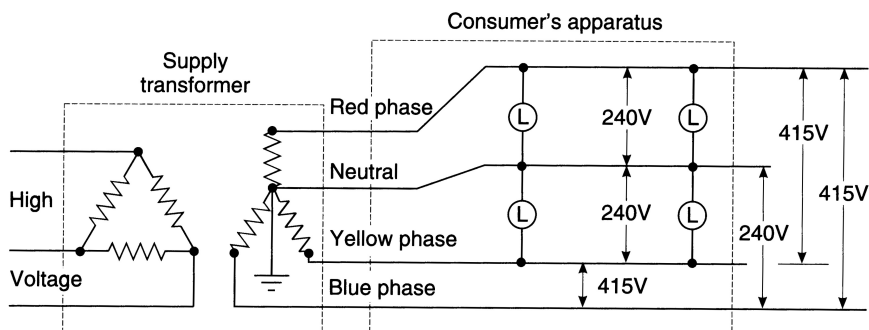 Consumer's apparatus
Supply
transformer
Red phase
L
240V
L
415V
Neutral
High
415V
L
240V
L
240V
Yellow phase
Voltage
Blue phase
415V